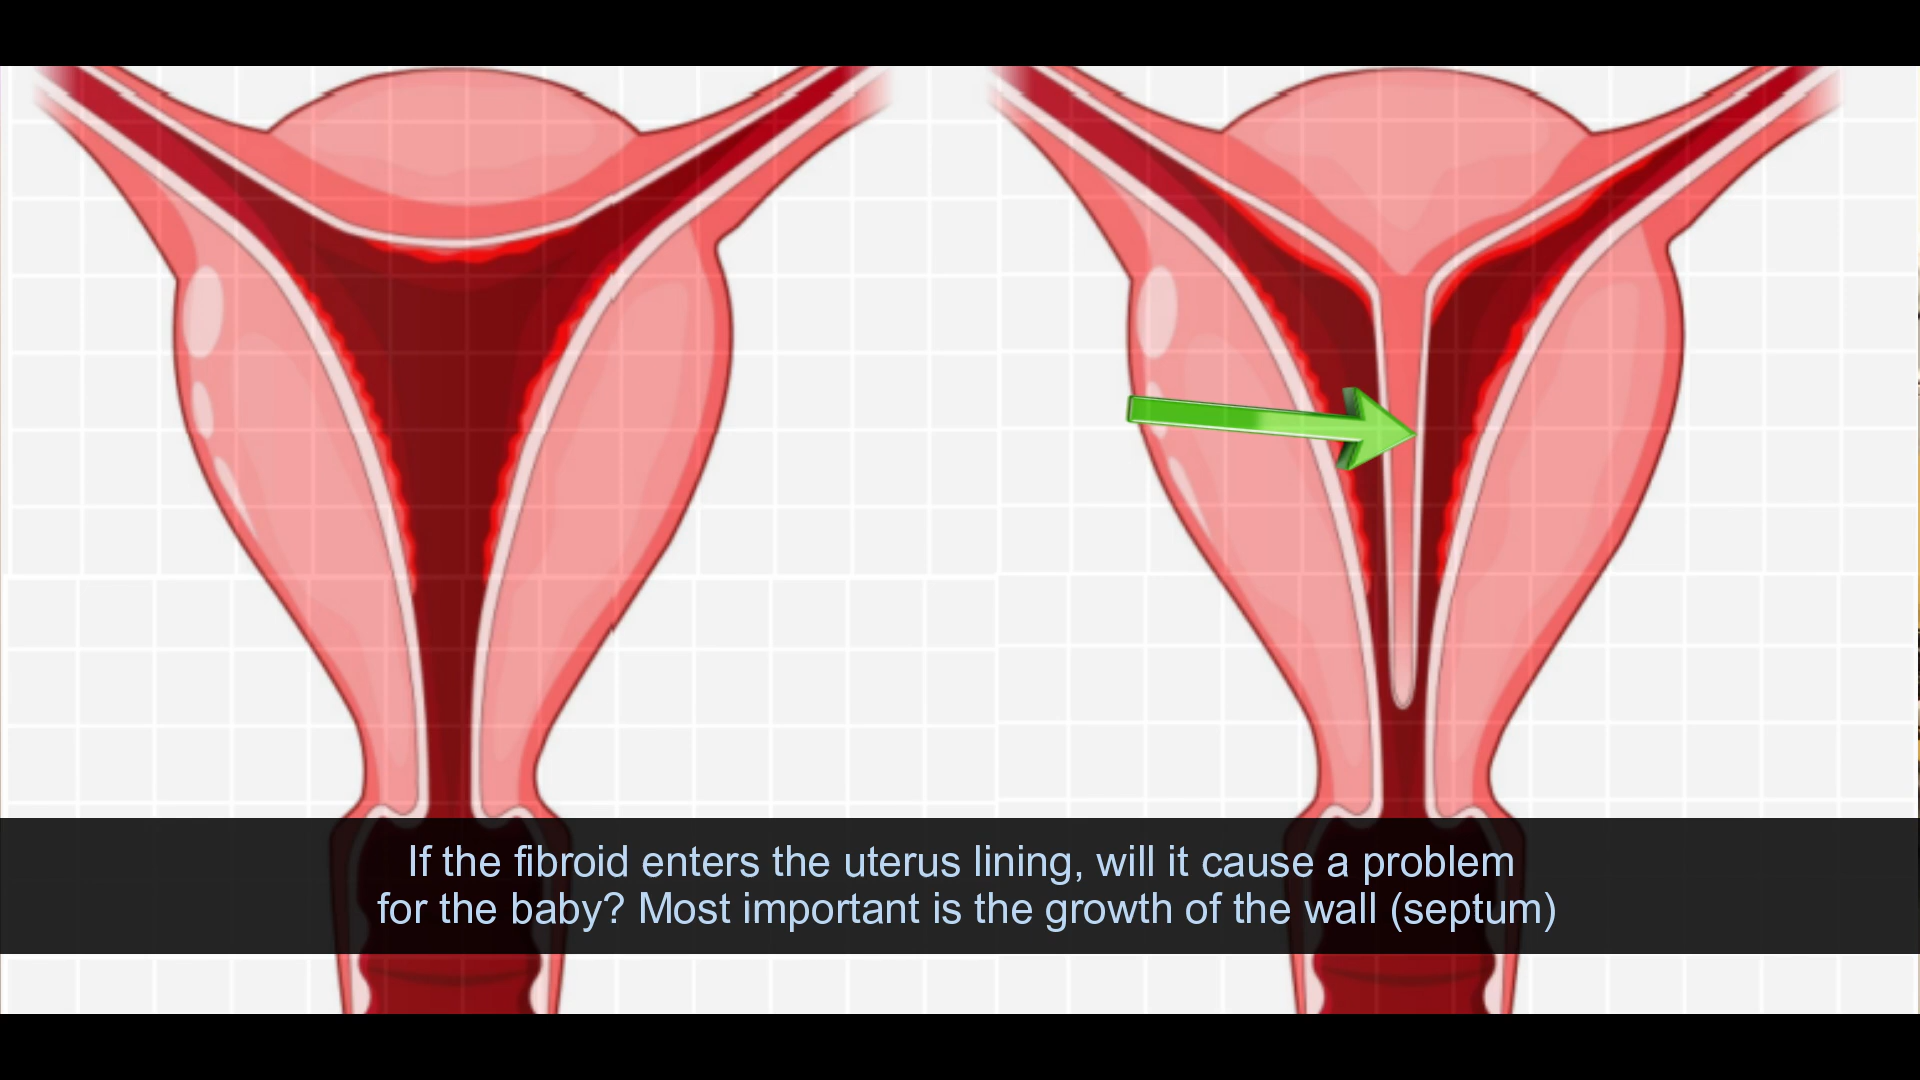 If the fibroid enters the uterus lining, will it cause a problem
for the baby? Most important is the growth of the wall (septum)